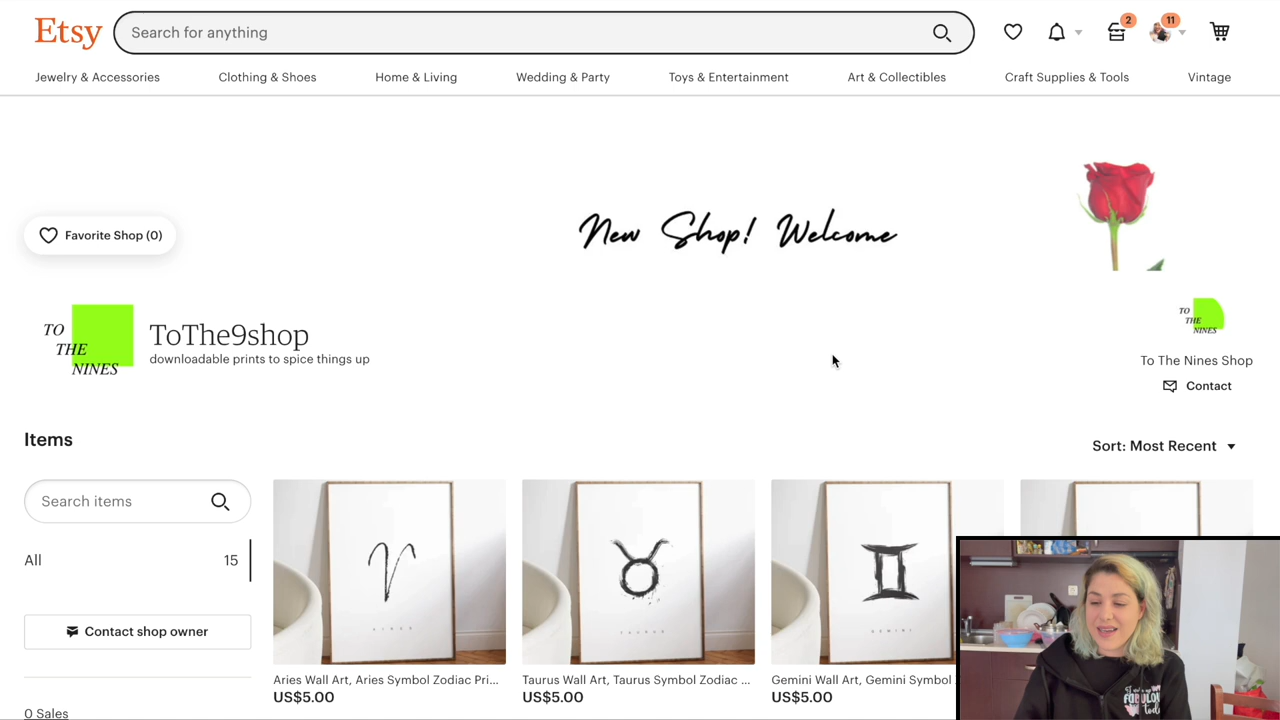 Etsy
Search for anything
2
11
Jewelry & Accessories
Clothing & Shoes
Home & Living
Wedding & Party
Toys & Entertainment
Art & Collectibles
Craft Supplies & Tools
Vintage
Favorite Shop (0)
New Shop! Welcome
TO
THE
NINES
ToThe9shop
downloadable prints to spice things up
TO
THE
NINES
To The Nines Shop
Contact
Items
Sort: Most Recent
Search items
All 15
Contact shop owner
0 Sales
ARIES
Aries Wall Art, Aries Symbol Zodiac Pri...
US$5.00
TAURUS
Taurus Wall Art, Taurus Symbol Zodiac ...
US$5.00
GEMINI
Gemini Wall Art, Gemini Symbol
US$5.00
FABULOUS